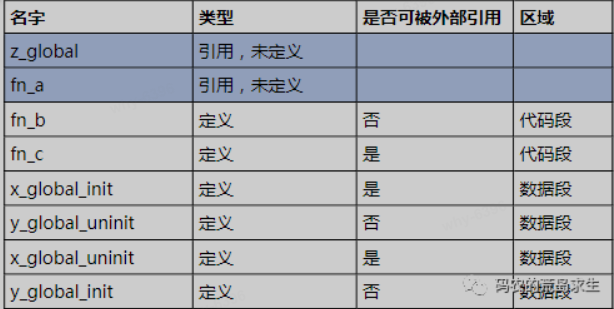 名字 类型 是否可被外部引用 区域
z_global 引用，未定义
fn_a 引用，未定义
fn_b 定义 否 代码段
fn_c 定义 是 代码段
x_global_init 定义 是 数据段
y_global_uninit 定义 否 数据段
x_global_uninit 定义 是 数据段
y_global_init 定义 否 数据段
码农的荒岛求生